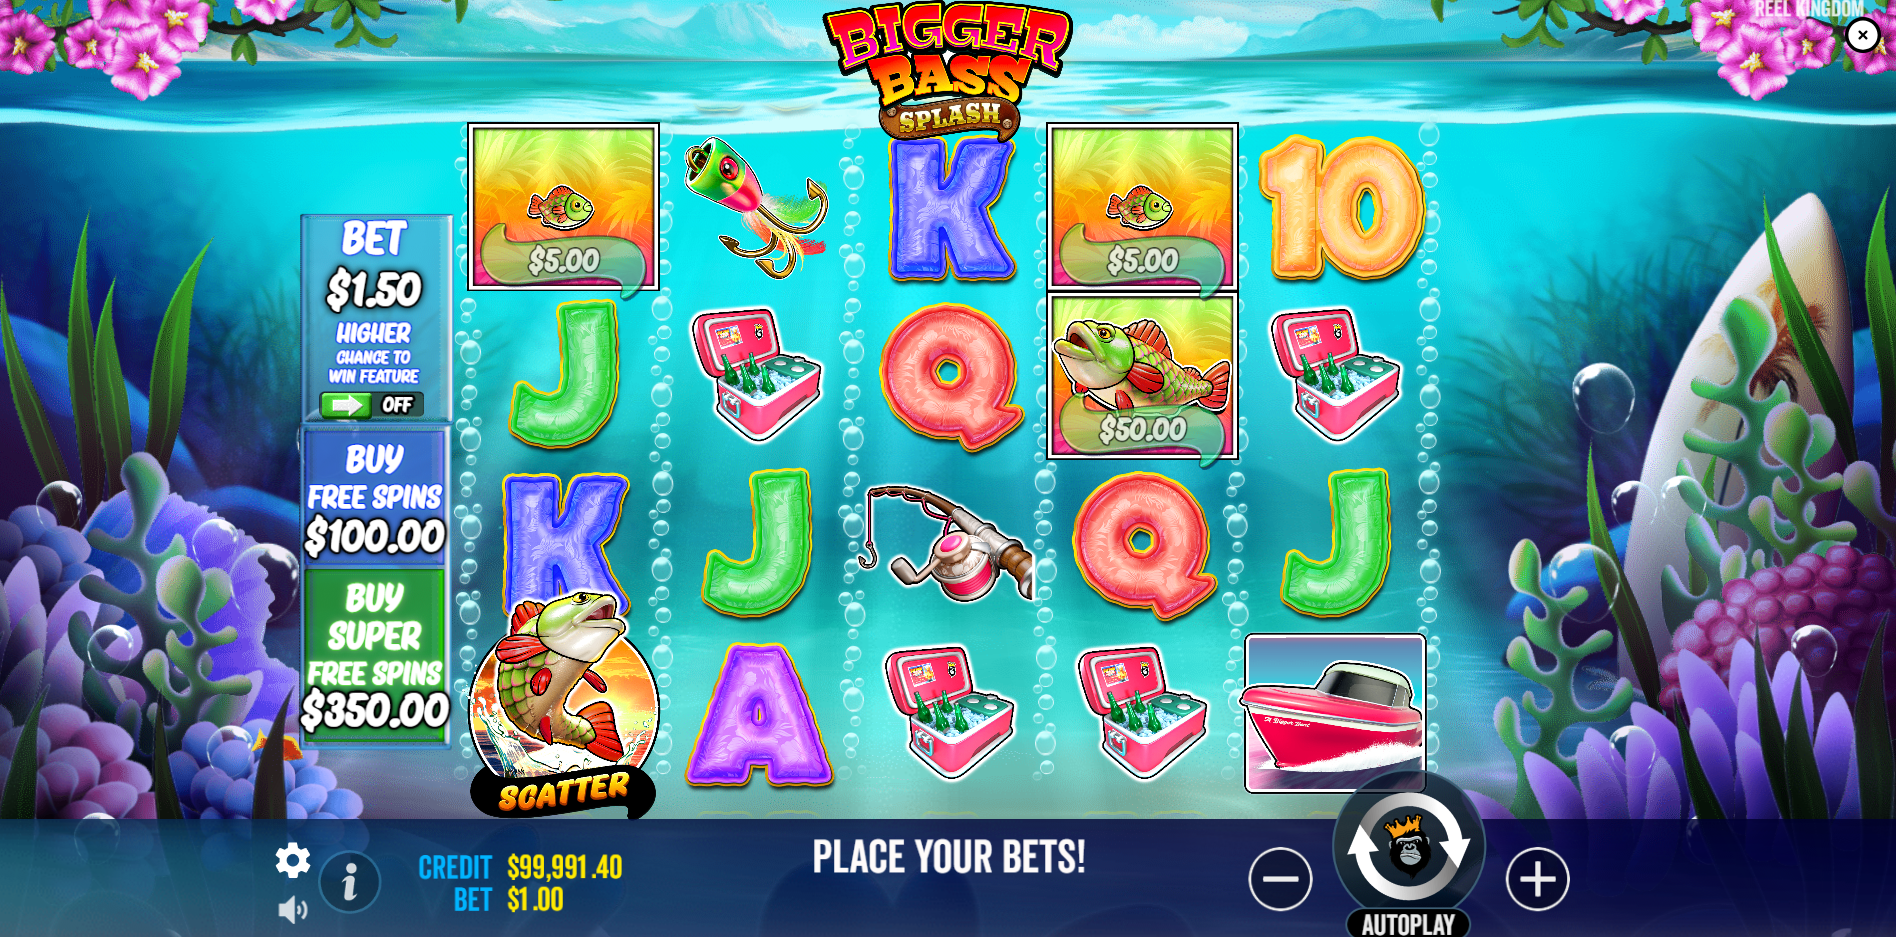 REEL KINGDOM
BIGGER
BASS
SPLASH
$5.00
K
$5.00
10
BET
$1.50
HIGHER
CHANCE TO
WIN FEATURE
OFF
J
Q
$50.00
BUY
FREE SPINS
$100.00
K
J
Q
J
BUY
SUPER
FREE SPINS
$350.00
A
A Bigger Boat
SCATTER
PLACE YOUR BETS!
CREDIT $99,991.40
BET $1.00
AUTOPLAY